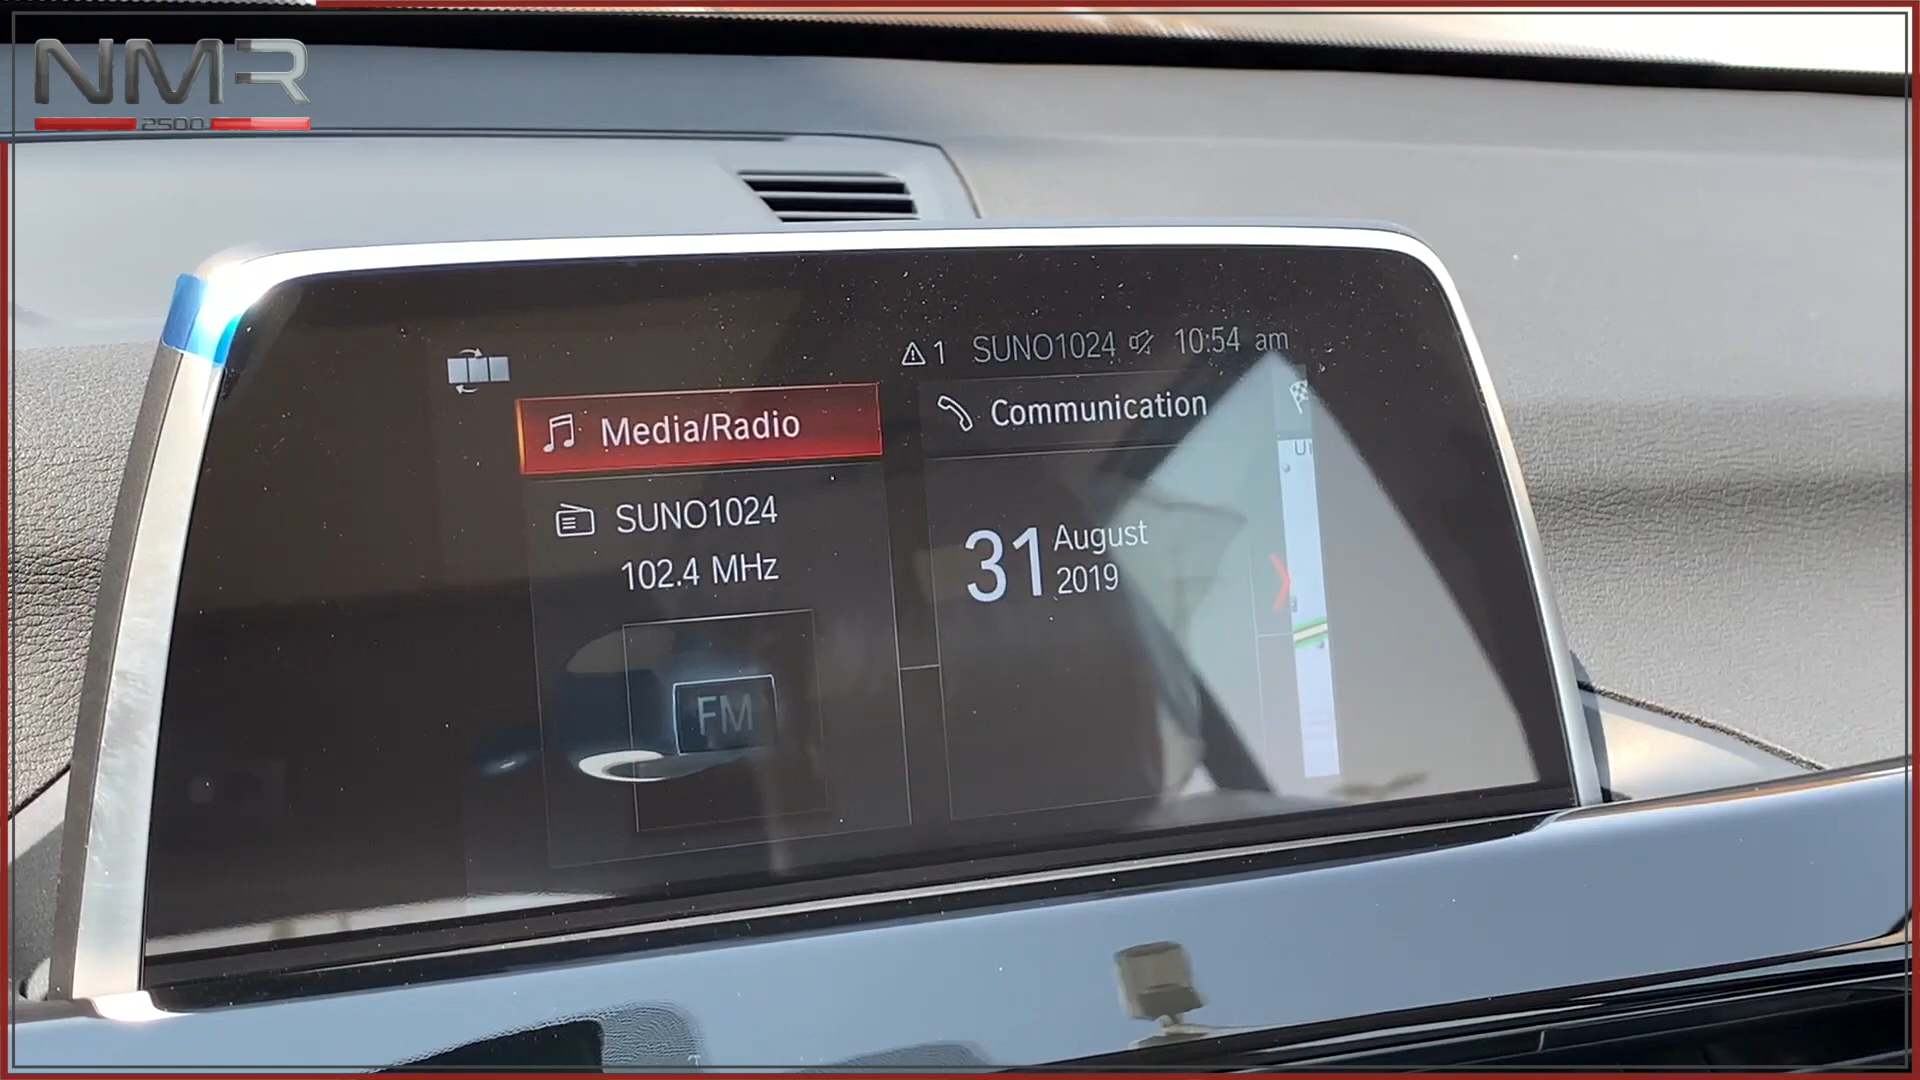 NMR
2500
1 SUNO1024 10:54 am
Media/Radio
Communication
SUNO1024
102.4 MHz
31 August
2019
FM